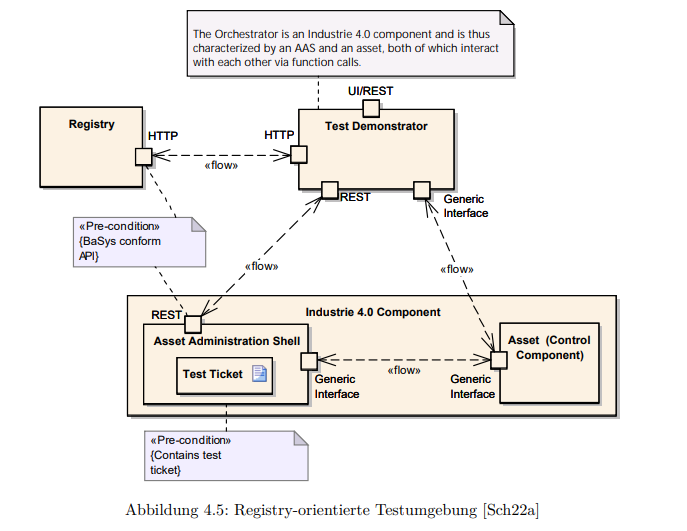 The Orchestrator is an Industrie 4.0 component and is thus
characterized by an AAS and an asset, both of which interact
with each other via function calls.
UI/REST
Registry
HTTP
HTTP
Test Demonstrator
«flow»
REST
Generic
Interface
«Pre-condition»
{BaSys conform
API}
«flow»
«flow»
Industrie 4.0 Component
REST
Asset Administration Shell
Test Ticket
Generic
Interface
«flow»
Generic
Interface
Asset (Control
Component)
«Pre-condition»
{Contains test
ticket}
Abbildung 4.5: Registry-orientierte Testumgebung [Sch22a]